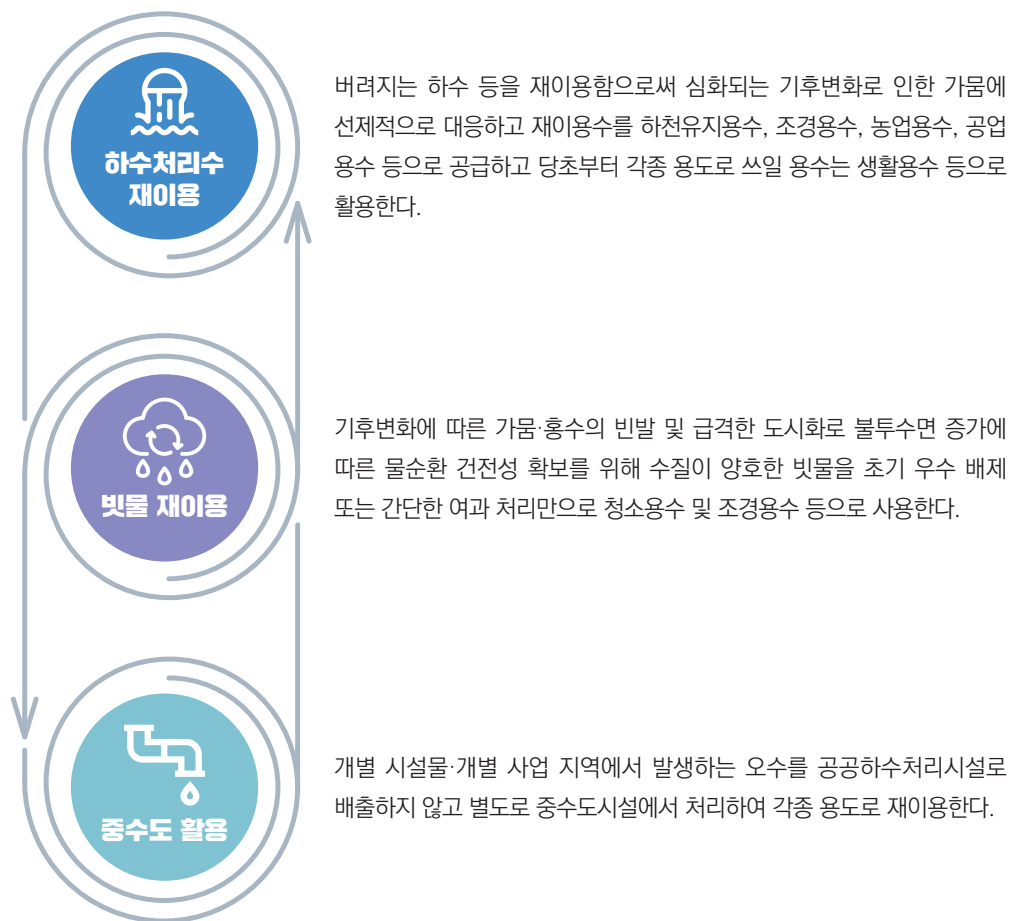 하수처리수
재이용
버려지는 하수 등을 재이용함으로써 심화되는 기후변화로 인한 가뭄에
선제적으로 대응하고 재이용수를 하천유지용수, 조경용수, 농업용수, 공업
용수 등으로 공급하고 당초부터 각종 용도로 쓰일 용수는 생활용수 등으로
활용한다.
빗물 재이용
기후변화에 따른 가뭄·홍수의 빈발 및 급격한 도시화로 불투수면 증가에
따른 물순환 건전성 확보를 위해 수질이 양호한 빗물을 초기 우수 배제
또는 간단한 여과 처리만으로 청소용수 및 조경용수 등으로 사용한다.
중수도 활용
개별 시설물·개별 사업 지역에서 발생하는 오수를 공공하수처리시설로
배출하지 않고 별도로 중수도시설에서 처리하여 각종 용도로 재이용한다.